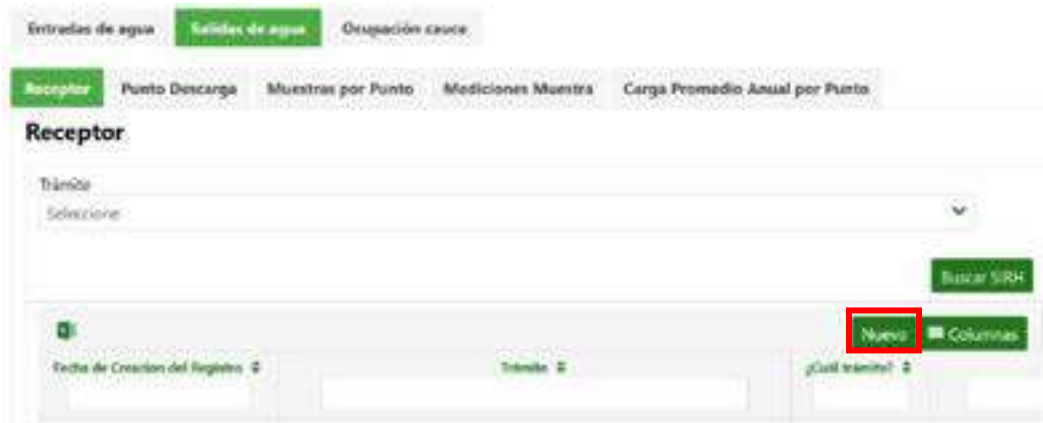 Entradas de agua Salidas de agua Ocupación cauce
Receptor Punto Descarga Muestras por Punto Mediciones Muestra Carga Promedio Anual por Punto
Receptor
Trámite
Seleccione
Buscar SIRH
Nuevo Columnas
Fecha de Creacion del Registro Trámite ¿Cuál trámite?